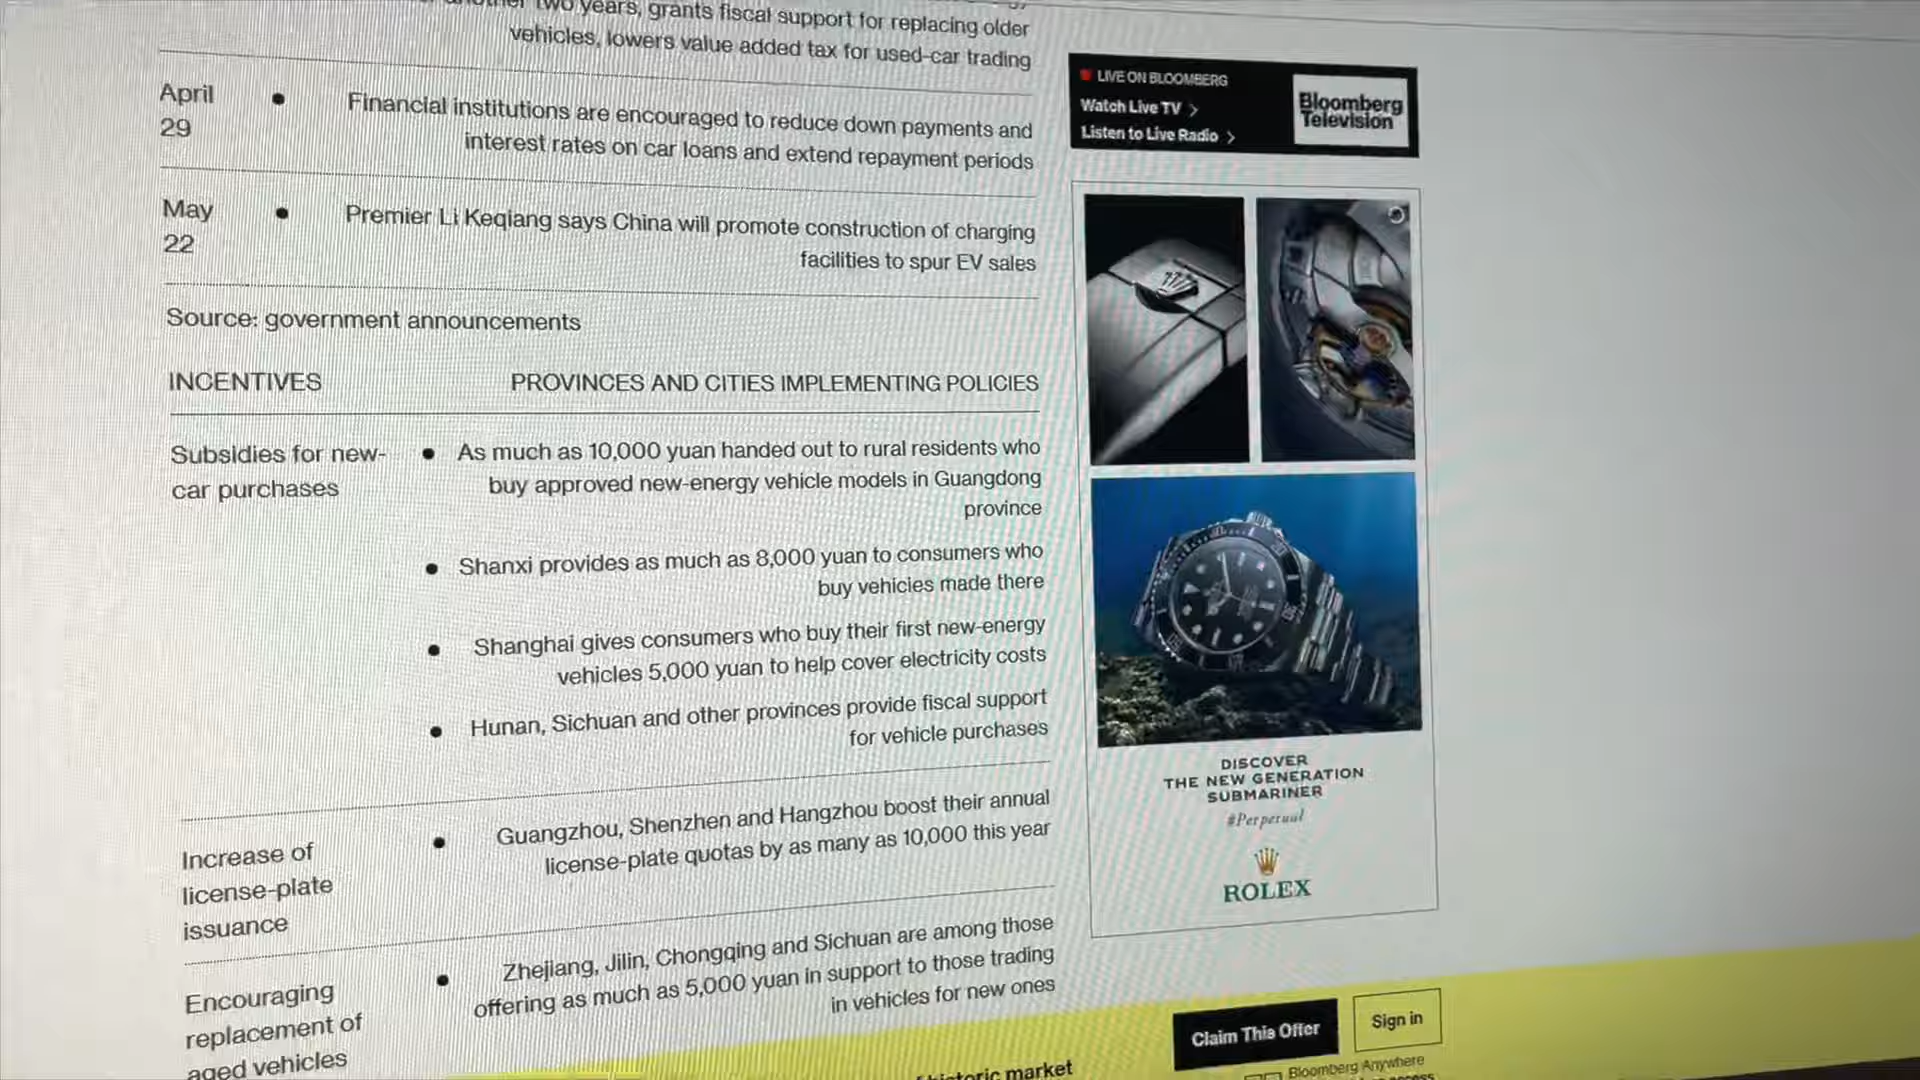 two years, grants fiscal support for replacing older
vehicles, lowers value added tax for used-car trading
April
29
Financial institutions are encouraged to reduce down payments and
interest rates on car loans and extend repayment periods
May
22
Premier Li Keqiang says China will promote construction of charging
facilities to spur EV sales
Source: government announcements
INCENTIVES
PROVINCES AND CITIES IMPLEMENTING POLICIES
Subsidies for new-
car purchases
As much as 10,000 yuan handed out to rural residents who
buy approved new-energy vehicle models in Guangdong
province
Shanxi provides as much as 8,000 yuan to consumers who
buy vehicles made there
Shanghai gives consumers who buy their first new-energy
vehicles 5,000 yuan to help cover electricity costs
Hunan, Sichuan and other provinces provide fiscal support
for vehicle purchases
Increase of
license-plate
issuance
Guangzhou, Shenzhen and Hangzhou boost their annual
license-plate quotas by as many as 10,000 this year
Encouraging
replacement of
aged vehicles
Zhejiang, Jilin, Chongqing and Sichuan are among those
offering as much as 5,000 yuan in support to those trading
in vehicles for new ones
LIVE ON BLOOMBERG
Watch Live TV >
Listen to Live Radio >
Bloomberg
Television
DISCOVER
THE NEW GENERATION
SUBMARINER
#Perpetual
ROLEX
historic market
Claim This Offer
Sign in
Bloomberg Anywhere